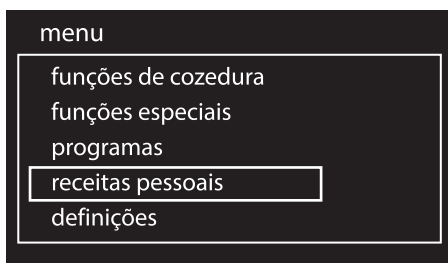 menu
funções de cozedura
funções especiais
programas
receitas pessoais
definições